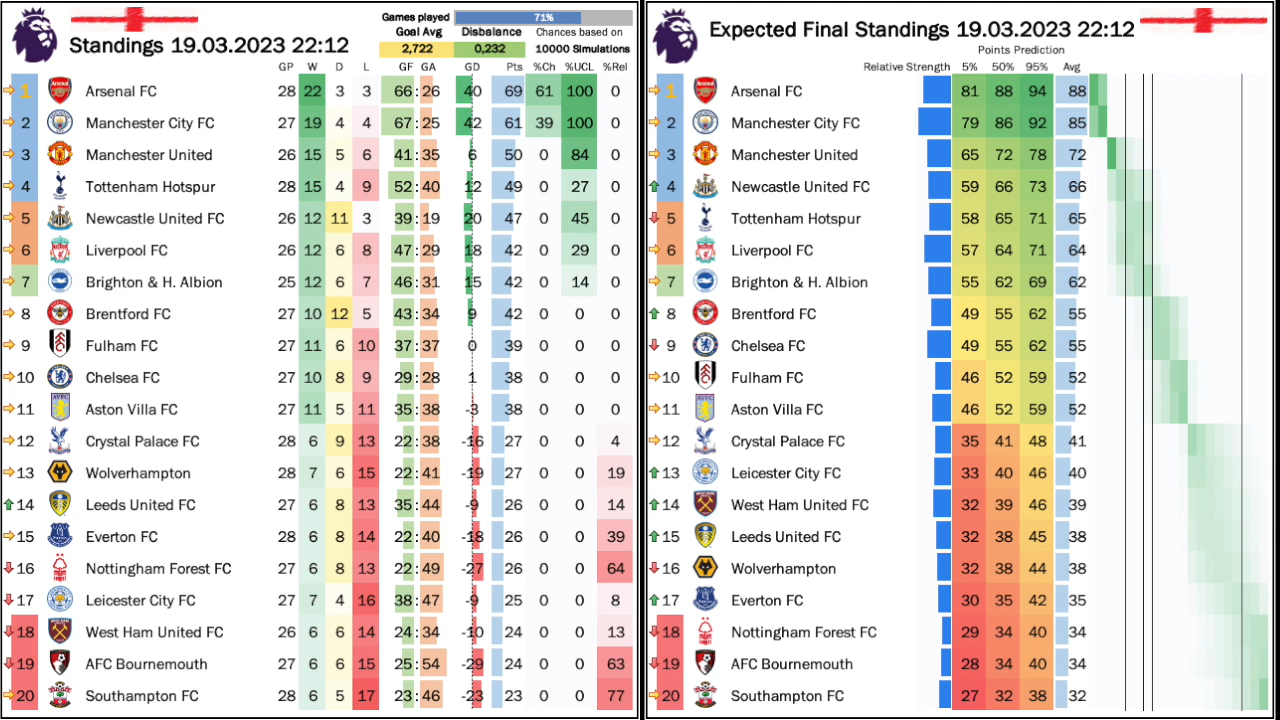 Standings 19.03.2023 22:12
Games played 71%
Goal Avg Disbalance Chances based on
2,722 0,232 10000 Simulations
GP W D L GF GA GD Pts %Ch %UCL %Rel
1 Arsenal FC 28 22 3 3 66 : 26 40 69 61 100 0
2 Manchester City FC 27 19 4 4 67 : 25 42 61 39 100 0
3 Manchester United 26 15 5 6 41 : 35 6 50 0 84 0
4 Tottenham Hotspur 28 15 4 9 52 : 40 12 49 0 27 0
5 Newcastle United FC 26 12 11 3 39 : 19 20 47 0 45 0
6 Liverpool FC 26 12 6 8 47 : 29 18 42 0 29 0
7 Brighton & H. Albion 25 12 6 7 46 : 31 15 42 0 14 0
8 Brentford FC 27 10 12 5 43 : 34 9 42 0 0 0
9 Fulham FC 27 11 6 10 37 : 37 0 39 0 0 0
10 Chelsea FC 27 10 8 9 29 : 28 1 38 0 0 0
11 Aston Villa FC 27 11 5 11 35 : 38 -3 38 0 0 0
12 Crystal Palace FC 28 6 9 13 22 : 38 -16 27 0 0 4
13 Wolverhampton 28 7 6 15 22 : 41 -19 27 0 0 19
14 Leeds United FC 27 6 8 13 35 : 44 -9 26 0 0 14
15 Everton FC 28 6 8 14 22 : 40 -18 26 0 0 39
16 Nottingham Forest FC 27 6 8 13 22 : 49 -27 26 0 0 64
17 Leicester City FC 27 7 4 16 38 : 47 -9 25 0 0 8
18 West Ham United FC 26 6 6 14 24 : 34 -10 24 0 0 13
19 AFC Bournemouth 27 6 6 15 25 : 54 -29 24 0 0 63
20 Southampton FC 28 6 5 17 23 : 46 -23 23 0 0 77
Expected Final Standings 19.03.2023 22:12
Points Prediction
Relative Strength 5% 50% 95% Avg
1 Arsenal FC 81 88 94 88
2 Manchester City FC 79 86 92 85
3 Manchester United 65 72 78 72
4 Newcastle United FC 59 66 73 66
5 Tottenham Hotspur 58 65 71 65
6 Liverpool FC 57 64 71 64
7 Brighton & H. Albion 55 62 69 62
8 Brentford FC 49 55 62 55
9 Chelsea FC 49 55 62 55
10 Fulham FC 46 52 59 52
11 Aston Villa FC 46 52 59 52
12 Crystal Palace FC 35 41 48 41
13 Leicester City FC 33 40 46 40
14 West Ham United FC 32 39 46 39
15 Leeds United FC 32 38 45 38
16 Wolverhampton 32 38 44 38
17 Everton FC 30 35 42 35
18 Nottingham Forest FC 29 34 40 34
19 AFC Bournemouth 28 34 40 34
20 Southampton FC 27 32 38 32